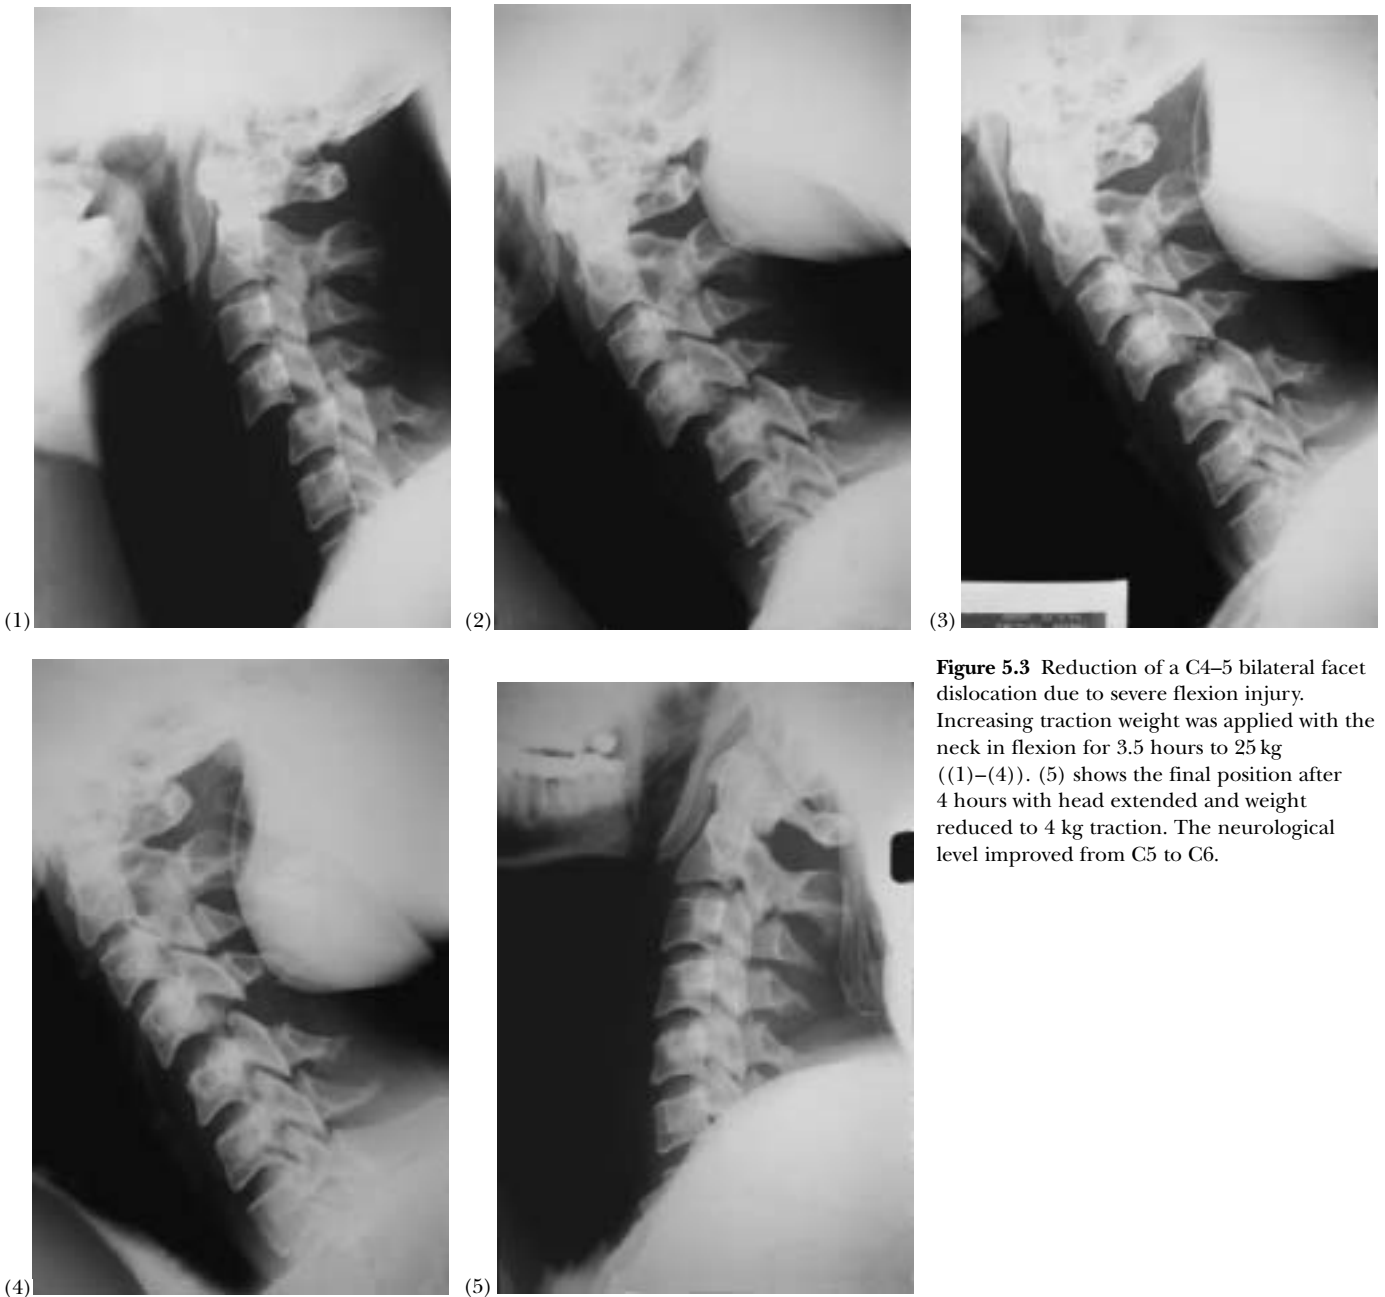 (1)
(2)
(3)
Figure 5.3 Reduction of a C4–5 bilateral facet
dislocation due to severe flexion injury.
Increasing traction weight was applied with the
neck in flexion for 3.5 hours to 25 kg
((1)–(4)). (5) shows the final position after
4 hours with head extended and weight
reduced to 4 kg traction. The neurological
level improved from C5 to C6.
(4)
(5)